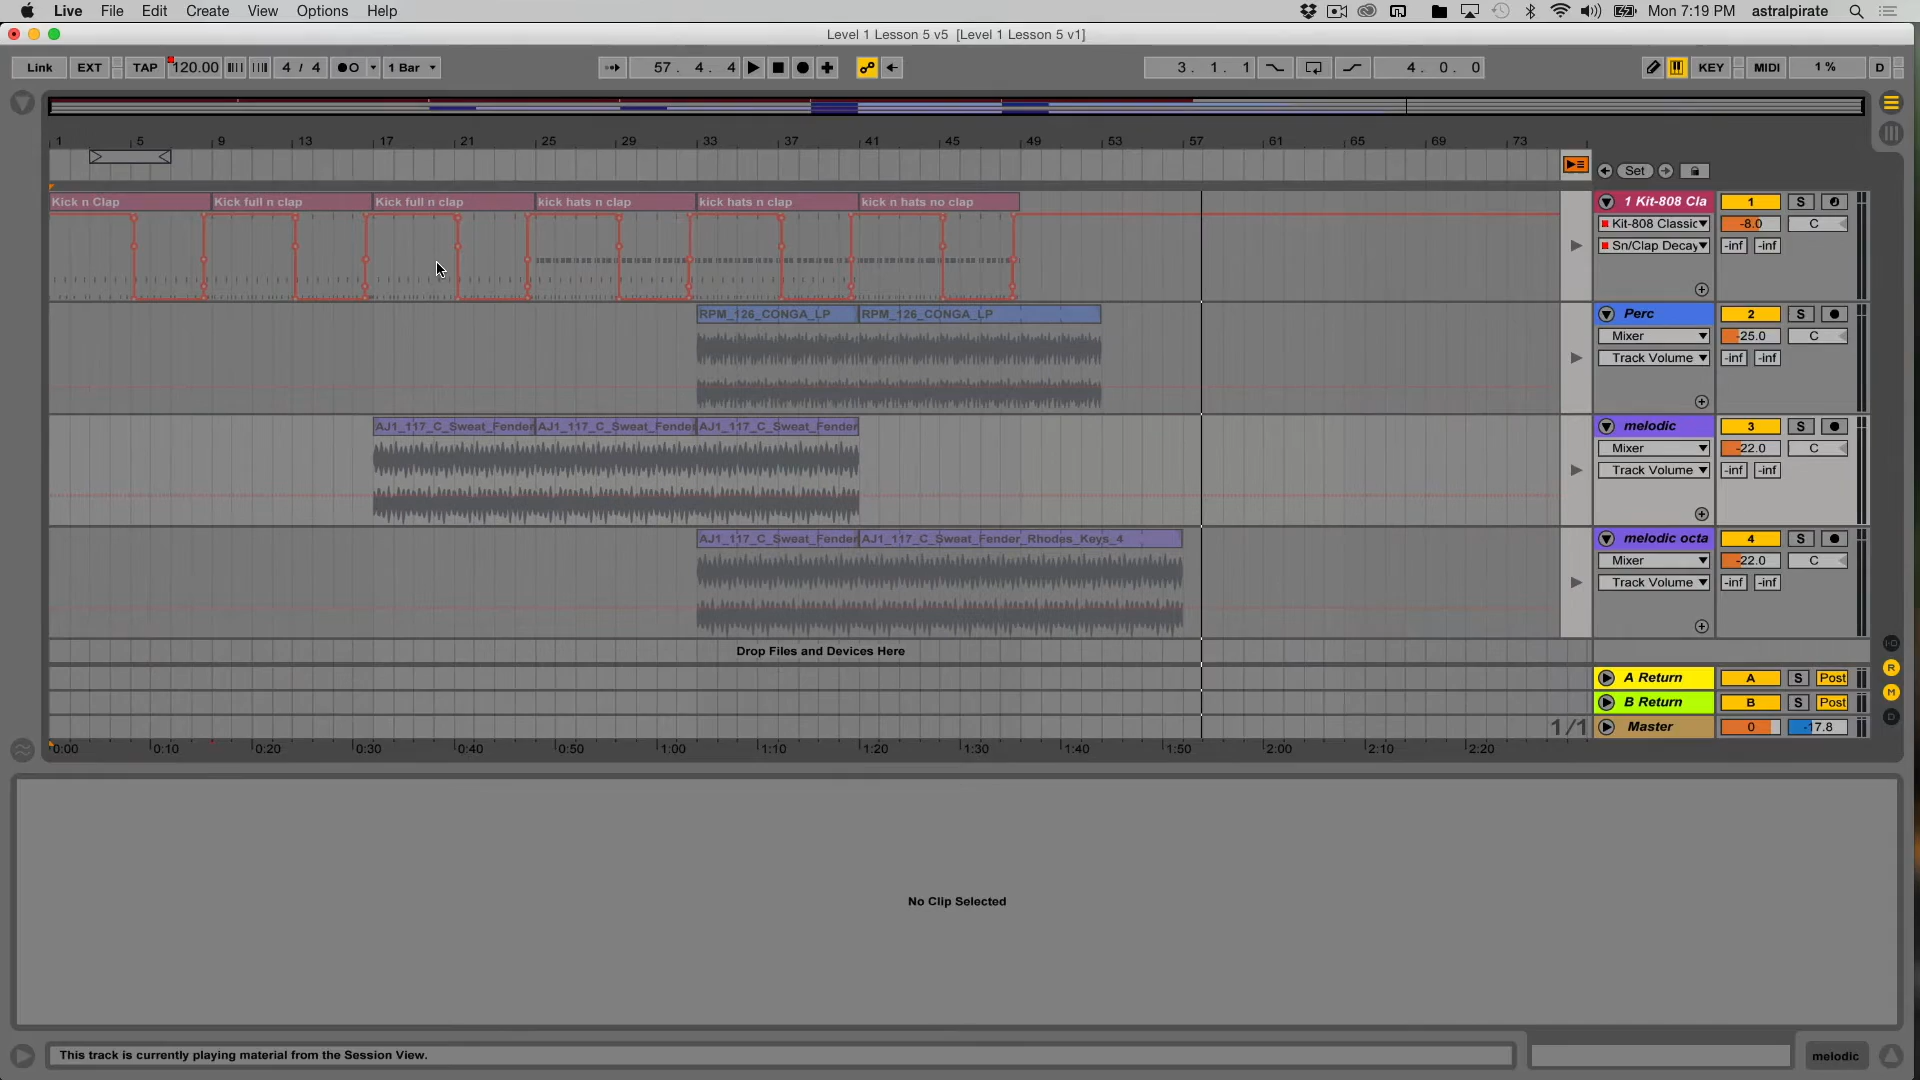 Live File Edit Create View Options Help Mon 7:19 PM astralpirate
Level 1 Lesson 5 v5 [Level 1 Lesson 5 v1]
Link EXT TAP 120.00 4 / 4 1 Bar 57. 4. 4 3. 1. 1 4. 0. 0 KEY MIDI 1 % D
1 5 9 13 17 21 25 29 33 37 41 45 49 53 57 61 65 69 73
Set
Kick n Clap Kick full n clap Kick full n clap kick hats n clap kick hats n clap kick n hats no clap 1 Kit-808 Cla 1 S
Kit-808 Classic -8.0 C
Sn/Clap Decay -inf -inf
RPM_126_CONGA_LP RPM_126_CONGA_LP Perc 2 S
Mixer -25.0 C
Track Volume -inf -inf
AJ1_117_C_Sweat_Fender AJ1_117_C_Sweat_Fender AJ1_117_C_Sweat_Fender melodic 3 S
Mixer -22.0 C
Track Volume -inf -inf
AJ1_117_C_Sweat_Fender AJ1_117_C_Sweat_Fender_Rhodes_Keys_4 melodic octa 4 S
Mixer -22.0 C
Track Volume -inf -inf
Drop Files and Devices Here
A Return A S Post R
B Return B S Post M
1/1 Master 0 -17.8 D
0:00 0:10 0:20 0:30 0:40 0:50 1:00 1:10 1:20 1:30 1:40 1:50 2:00 2:10 2:20
No Clip Selected
This track is currently playing material from the Session View. melodic